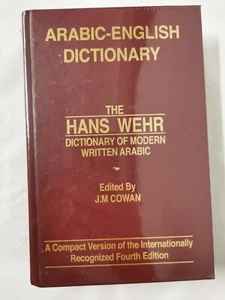 ARABIC-ENGLISH
DICTIONARY
THE
HANS WEHR
DICTIONARY OF MODERN
WRITTEN ARABIC
Edited By
J.M COWAN
A Compact Version of the Internationally
Recognized Fourth Edition